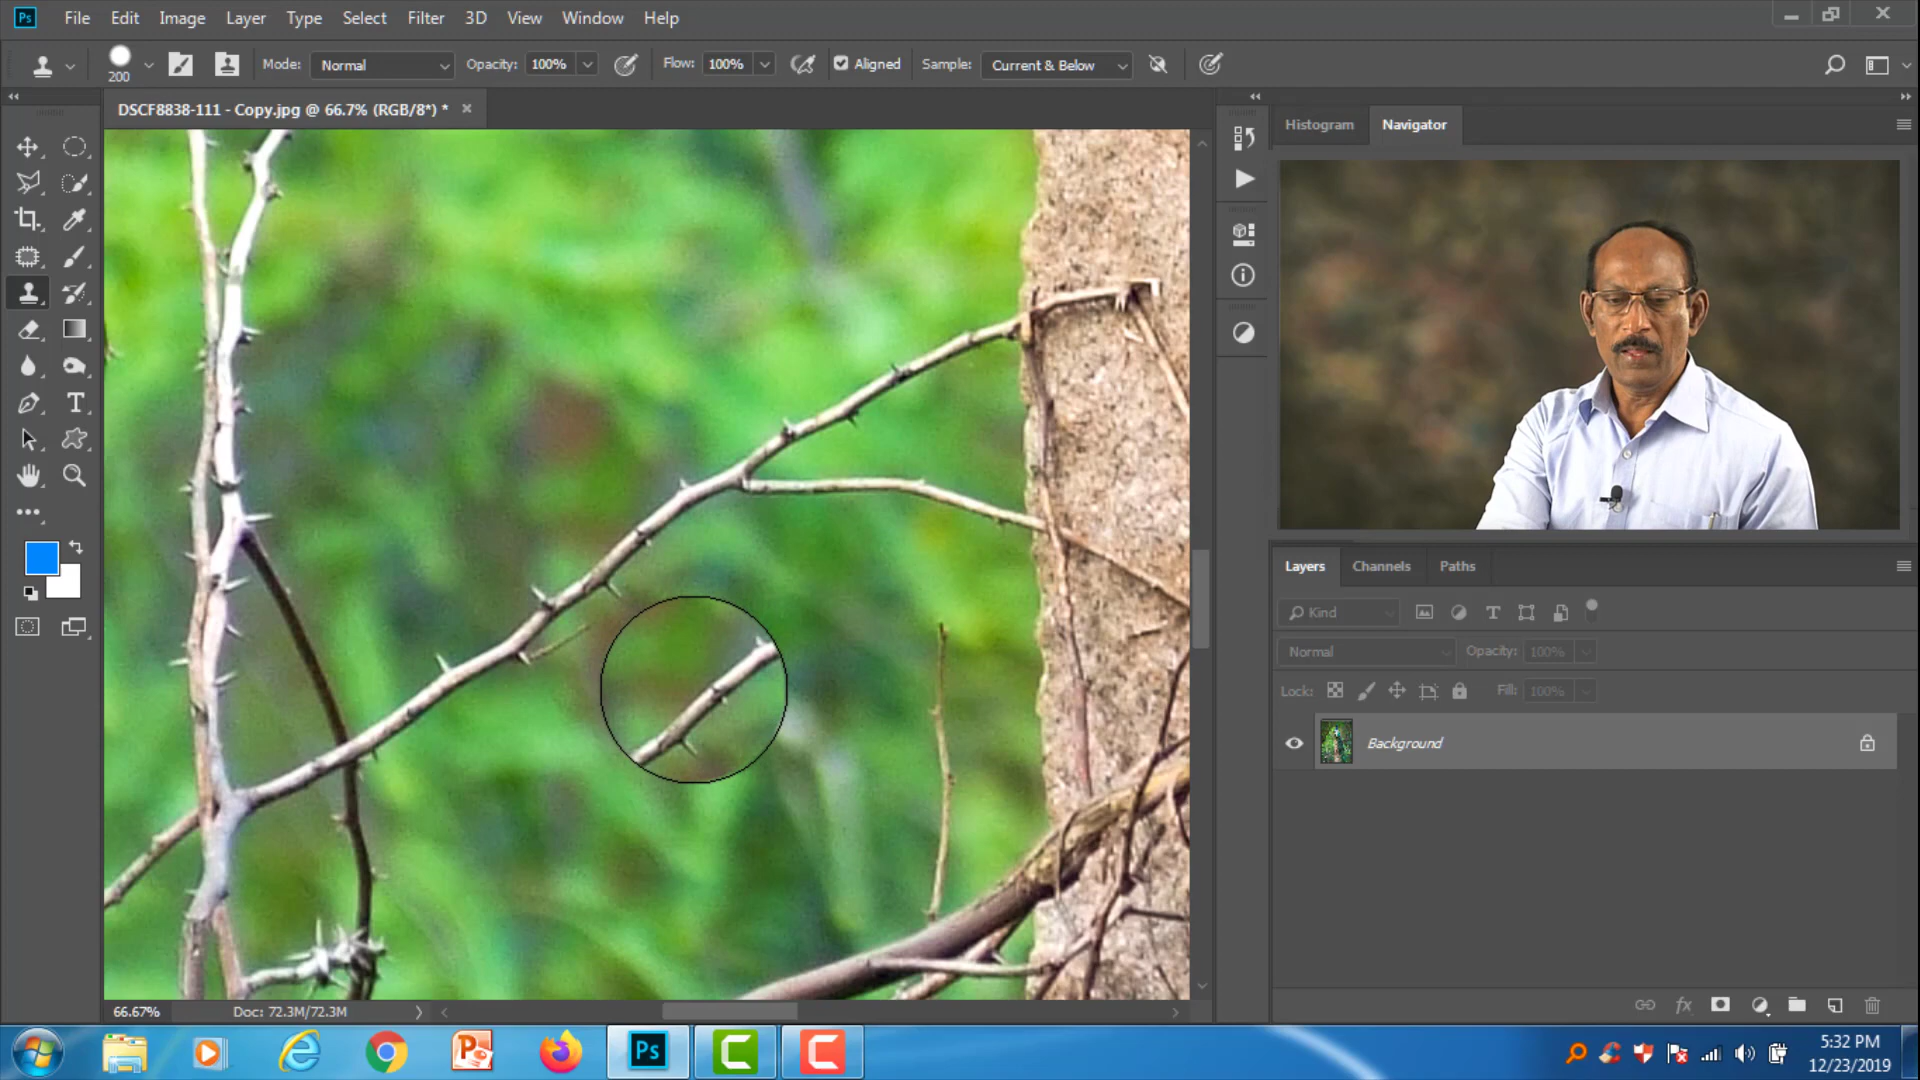 Ps File Edit Image Layer Type Select Filter 3D View Window Help
200 Mode: Normal Opacity: 100% Flow: 100% Aligned Sample: Current & Below
DSCF8838-111 - Copy.jpg @ 66.7% (RGB/8*) * ×
Histogram Navigator
Layers Channels Paths
Kind
Normal Opacity: 100%
Lock: Fill: 100%
Background
66.67% Doc: 72.3M/72.3M
Ps
5:32 PM
12/23/2019